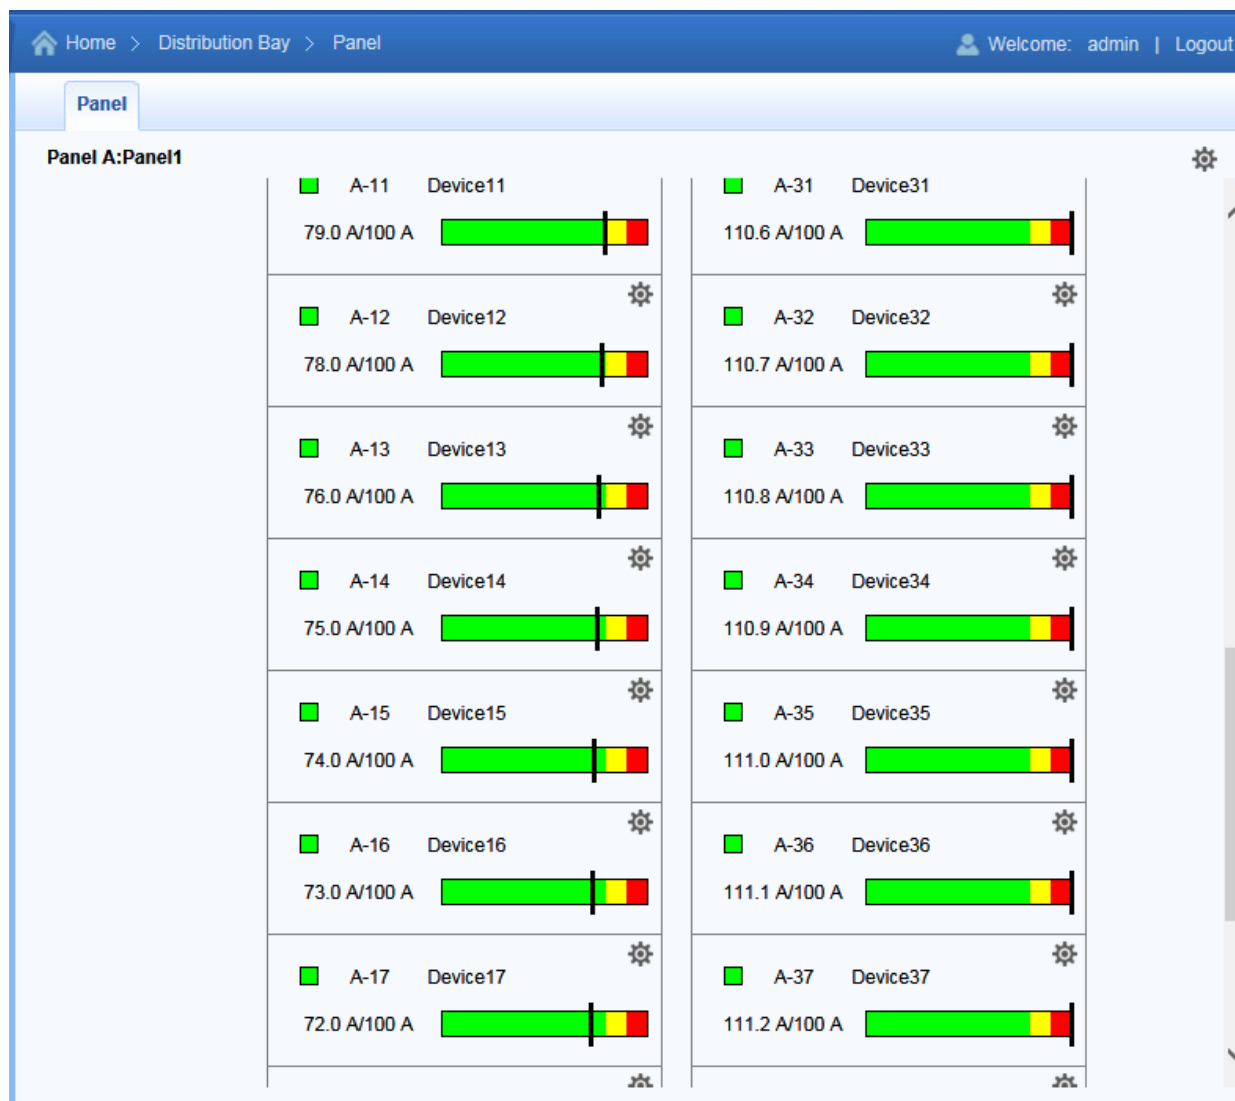 Home > Distribution Bay > Panel
Welcome: admin | Logout
Panel
Panel A:Panel1
A-11 Device11
79.0 A/100 A
A-31 Device31
110.6 A/100 A
A-12 Device12
78.0 A/100 A
A-32 Device32
110.7 A/100 A
A-13 Device13
76.0 A/100 A
A-33 Device33
110.8 A/100 A
A-14 Device14
75.0 A/100 A
A-34 Device34
110.9 A/100 A
A-15 Device15
74.0 A/100 A
A-35 Device35
111.0 A/100 A
A-16 Device16
73.0 A/100 A
A-36 Device36
111.1 A/100 A
A-17 Device17
72.0 A/100 A
A-37 Device37
111.2 A/100 A